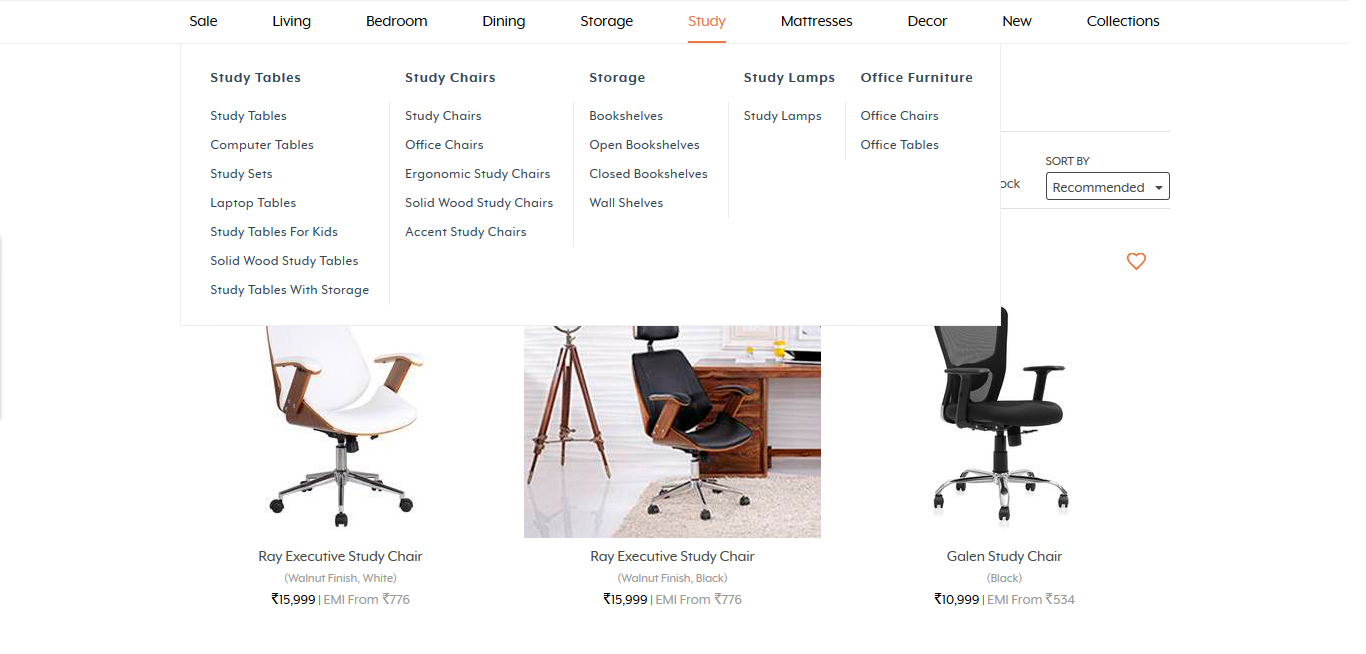 Sale Living Bedroom Dining Storage Study Mattresses Decor New Collections
Study Tables
Study Tables
Computer Tables
Study Sets
Laptop Tables
Study Tables For Kids
Solid Wood Study Tables
Study Tables With Storage
Study Chairs
Study Chairs
Office Chairs
Ergonomic Study Chairs
Solid Wood Study Chairs
Accent Study Chairs
Storage
Bookshelves
Open Bookshelves
Closed Bookshelves
Wall Shelves
Study Lamps
Study Lamps
Office Furniture
Office Chairs
Office Tables
ock
SORT BY
Recommended
Ray Executive Study Chair
(Walnut Finish, White)
₹15,999 | EMI From ₹776
Ray Executive Study Chair
(Walnut Finish, Black)
₹15,999 | EMI From ₹776
Galen Study Chair
(Black)
₹10,999 | EMI From ₹534